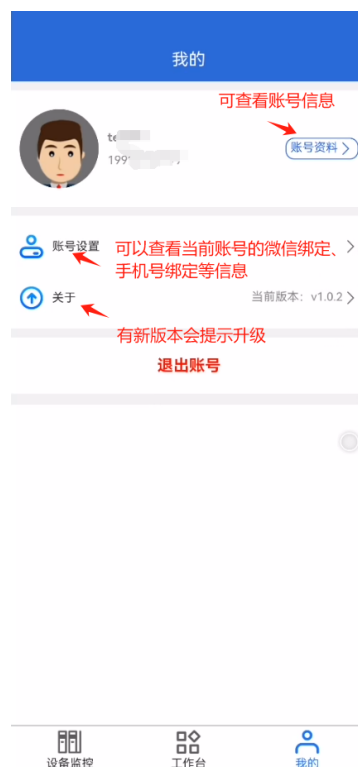 我的
可查看账号信息
te
199
账号资料
账号设置
可以查看当前账号的微信绑定、
手机号绑定等信息
关于
当前版本：v1.0.2
有新版本会提示升级
退出账号
设备监控
工作台
我的